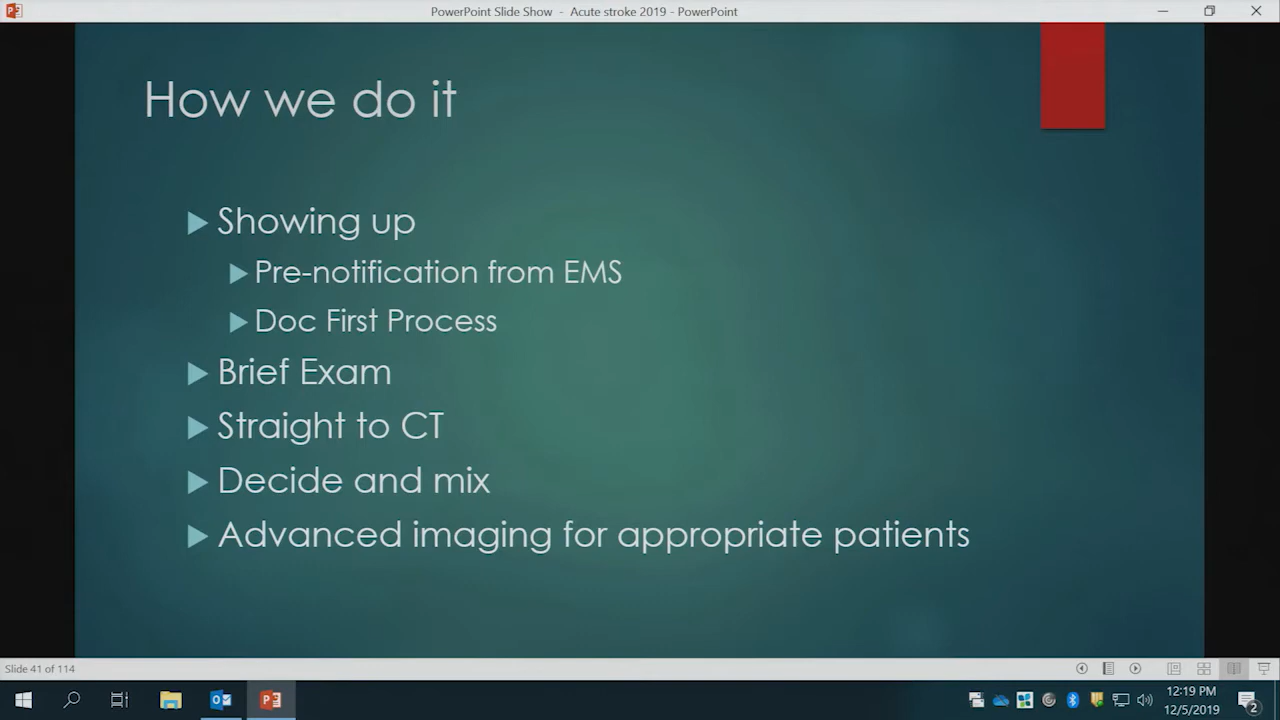 PowerPoint Slide Show - Acute stroke 2019 - PowerPoint
How we do it
Showing up
Pre-notification from EMS
Doc First Process
Brief Exam
Straight to CT
Decide and mix
Advanced imaging for appropriate patients
Slide 41 of 114
12:19 PM
12/5/2019
2